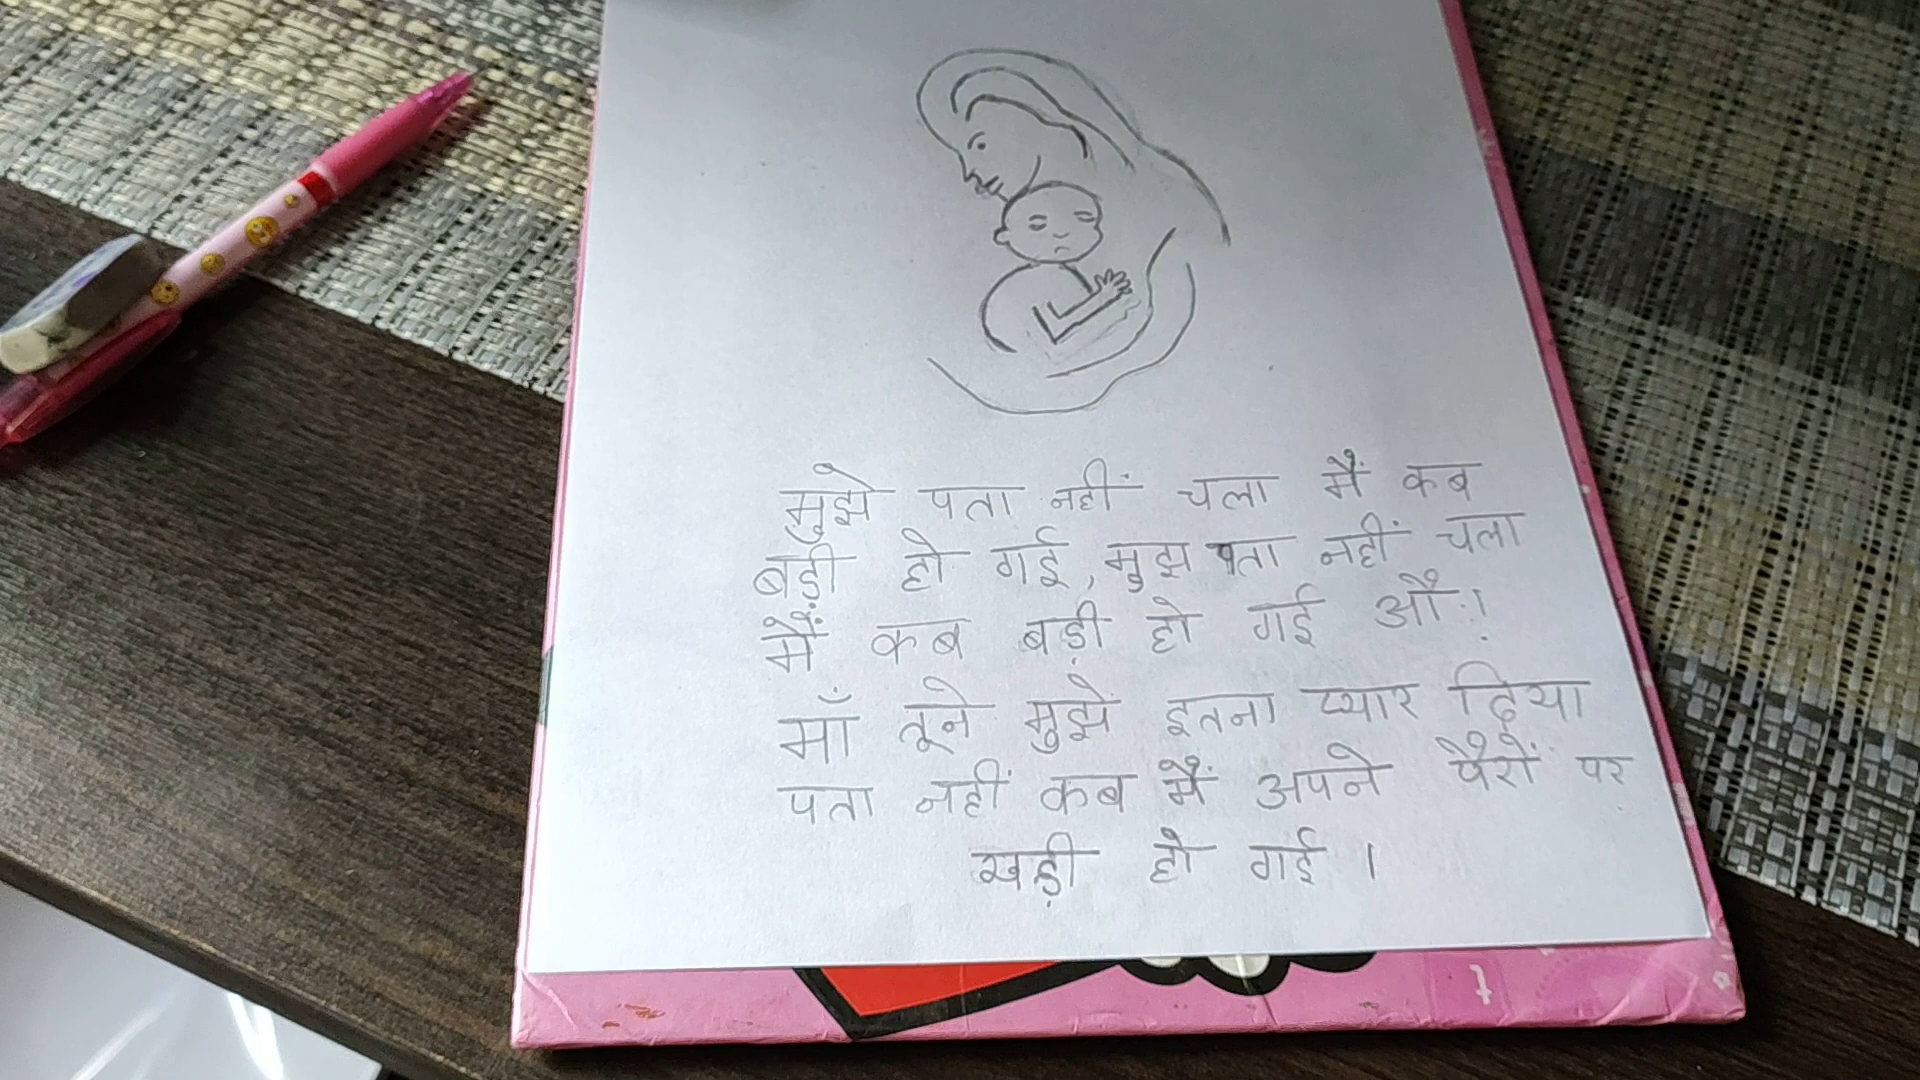 मुझे पता नहीं चला मैं कब
बड़ी हो गई, मुझ पता नहीं चला
मैं कब बड़ी हो गई औ !
माँ तूने मुझे इतना प्यार दिया
पता नहीं कब मैं अपने पैरों पर
खड़ी हो गई ।